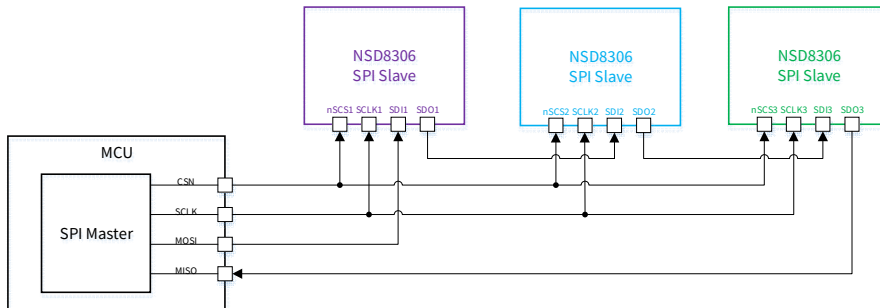 NSD8306
SPI Slave
nSCS1 SCLK1 SDI1 SDO1
NSD8306
SPI Slave
nSCS2 SCLK2 SDI2 SDO2
NSD8306
SPI Slave
nSCS3 SCLK3 SDI3 SDO3
MCU
SPI Master
CSN
SCLK
MOSI
MISO